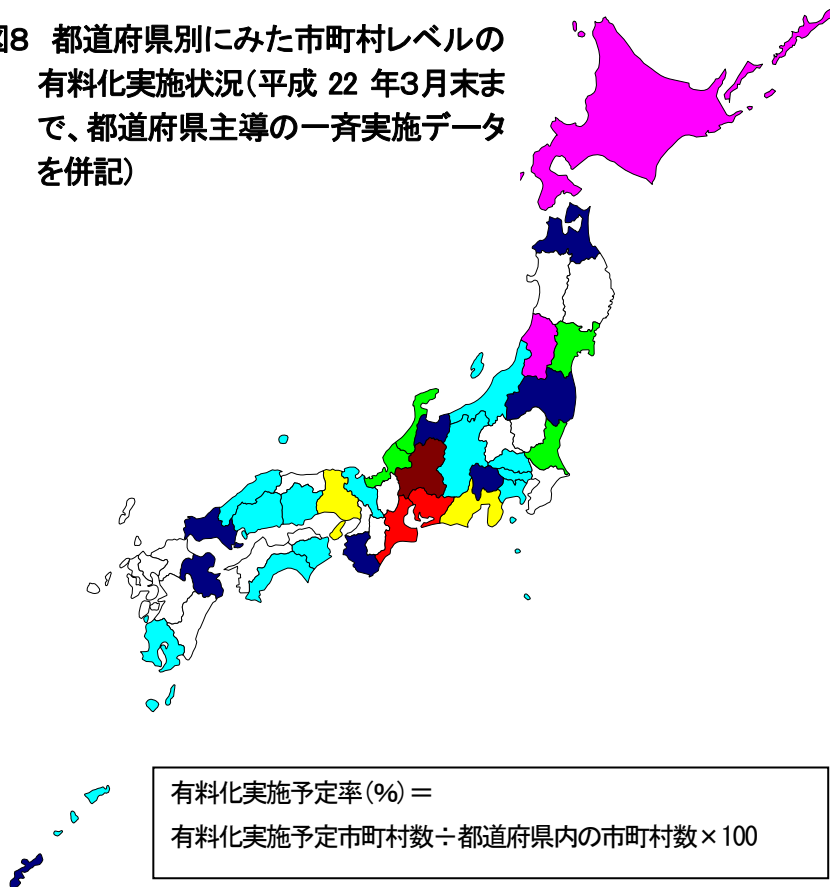 図8 都道府県別にみた市町村レベルの
有料化実施状況(平成 22 年3月末ま
で、都道府県主導の一斉実施データ
を併記)
有料化実施予定率(%)=
有料化実施予定市町村数÷都道府県内の市町村数×100